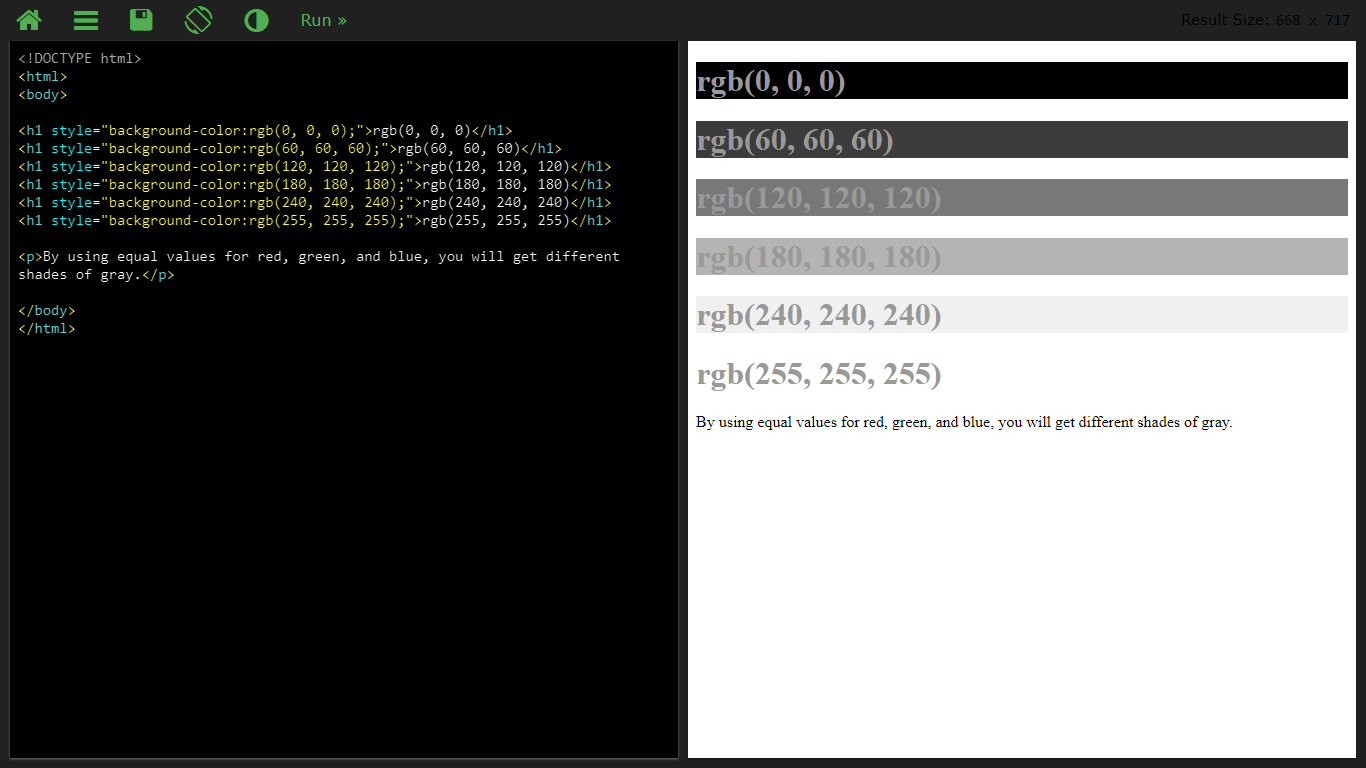 Run »
Result Size: 668 x 717
<!DOCTYPE html>
<html>
<body>
<h1 style="background-color:rgb(0, 0, 0);">rgb(0, 0, 0)</h1>
<h1 style="background-color:rgb(60, 60, 60);">rgb(60, 60, 60)</h1>
<h1 style="background-color:rgb(120, 120, 120);">rgb(120, 120, 120)</h1>
<h1 style="background-color:rgb(180, 180, 180);">rgb(180, 180, 180)</h1>
<h1 style="background-color:rgb(240, 240, 240);">rgb(240, 240, 240)</h1>
<h1 style="background-color:rgb(255, 255, 255);">rgb(255, 255, 255)</h1>
<p>By using equal values for red, green, and blue, you will get different
shades of gray.</p>
</body>
</html>
rgb(0, 0, 0)
rgb(60, 60, 60)
rgb(120, 120, 120)
rgb(180, 180, 180)
rgb(240, 240, 240)
rgb(255, 255, 255)
By using equal values for red, green, and blue, you will get different shades of gray.